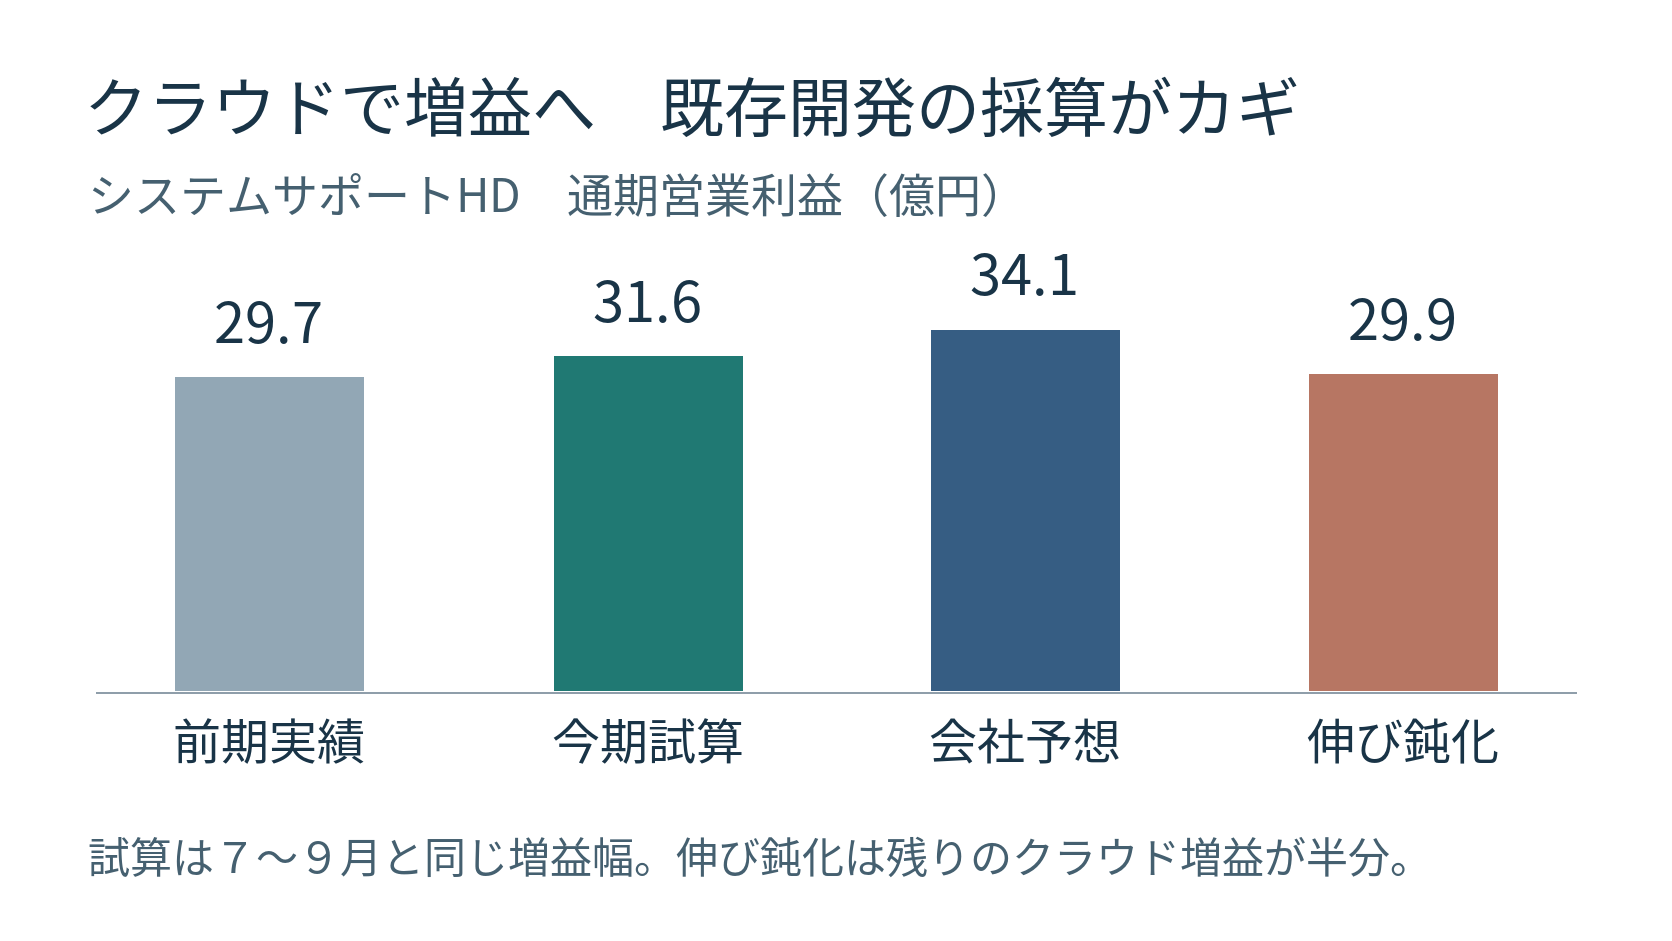 クラウドで増益へ　既存開発の採算がカギ
システムサポートHD　通期営業利益（億円）
29.7
31.6
34.1
29.9
前期実績
今期試算
会社予想
伸び鈍化
試算は７～９月と同じ増益幅。伸び鈍化は残りのクラウド増益が半分。